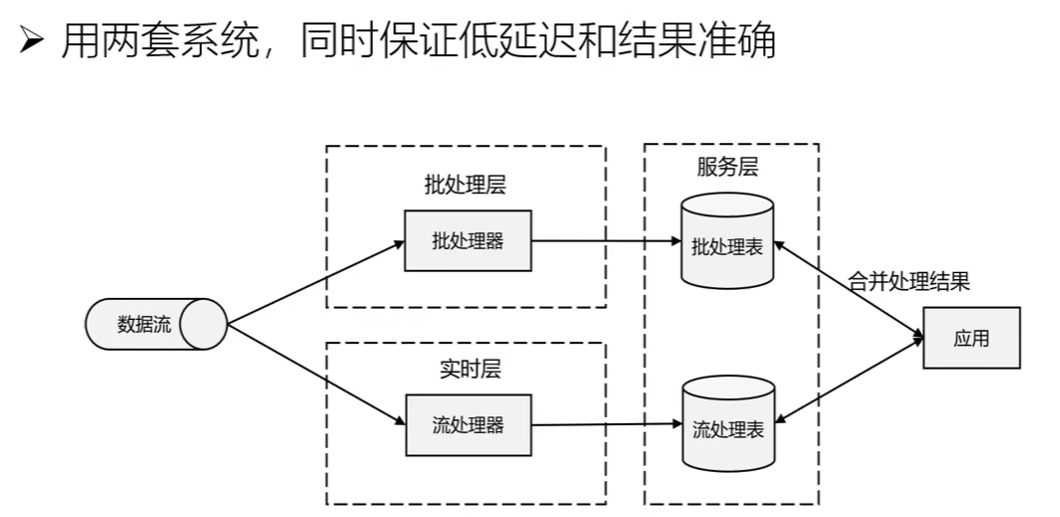 用两套系统，同时保证低延迟和结果准确
批处理层
批处理器
服务层
批处理表
合并处理结果
数据流
应用
实时层
流处理器
流处理表